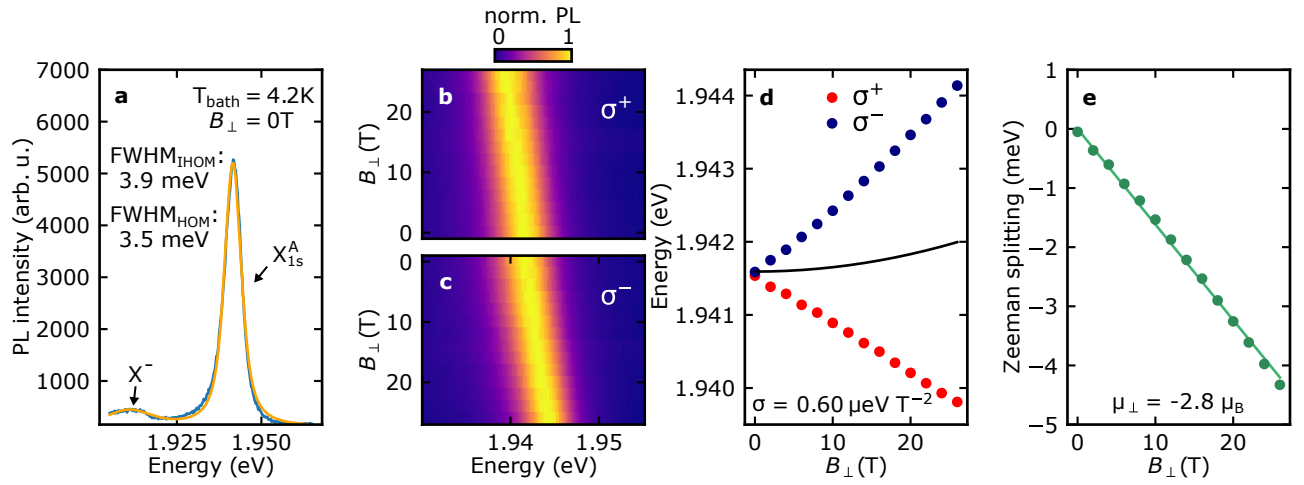 norm. PL
0 1
a
T_bath = 4.2K
B_⊥ = 0T
FWHM_IHOM:
3.9 meV
FWHM_HOM:
3.5 meV
X^A_1s
X^-
PL intensity (arb. u.)
7000
6000
5000
4000
3000
2000
1000
1.925 1.950
Energy (eV)
b
σ^+
B_⊥(T)
20
10
0
c
σ^-
B_⊥(T)
0
10
20
1.94 1.95
Energy (eV)
d
σ^+
σ^-
Energy (eV)
1.944
1.943
1.942
1.941
1.940
σ = 0.60 μeV T^-2
0 10 20
B_⊥(T)
e
Zeeman splitting (meV)
1
0
−1
−2
−3
−4
−5
μ_⊥ = -2.8 μ_B
0 10 20
B_⊥(T)